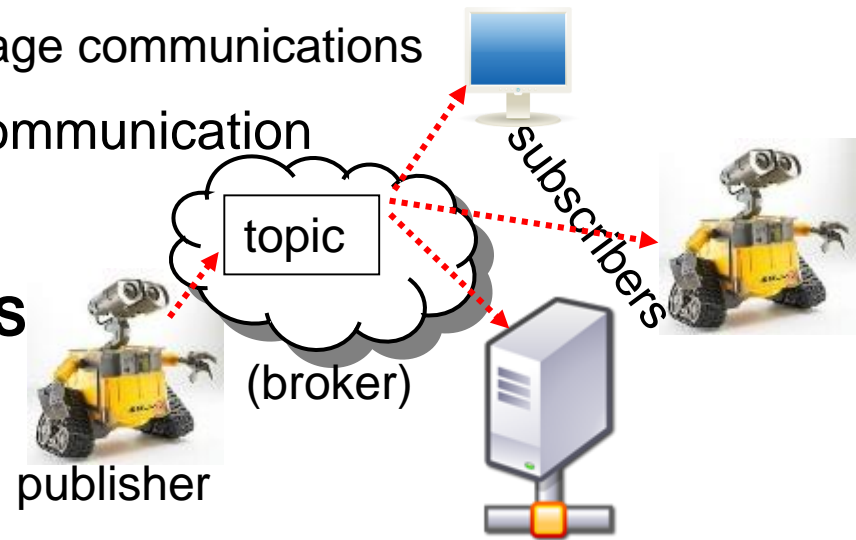 age communications
ommunication
subscribers
topic
s
(broker)
publisher